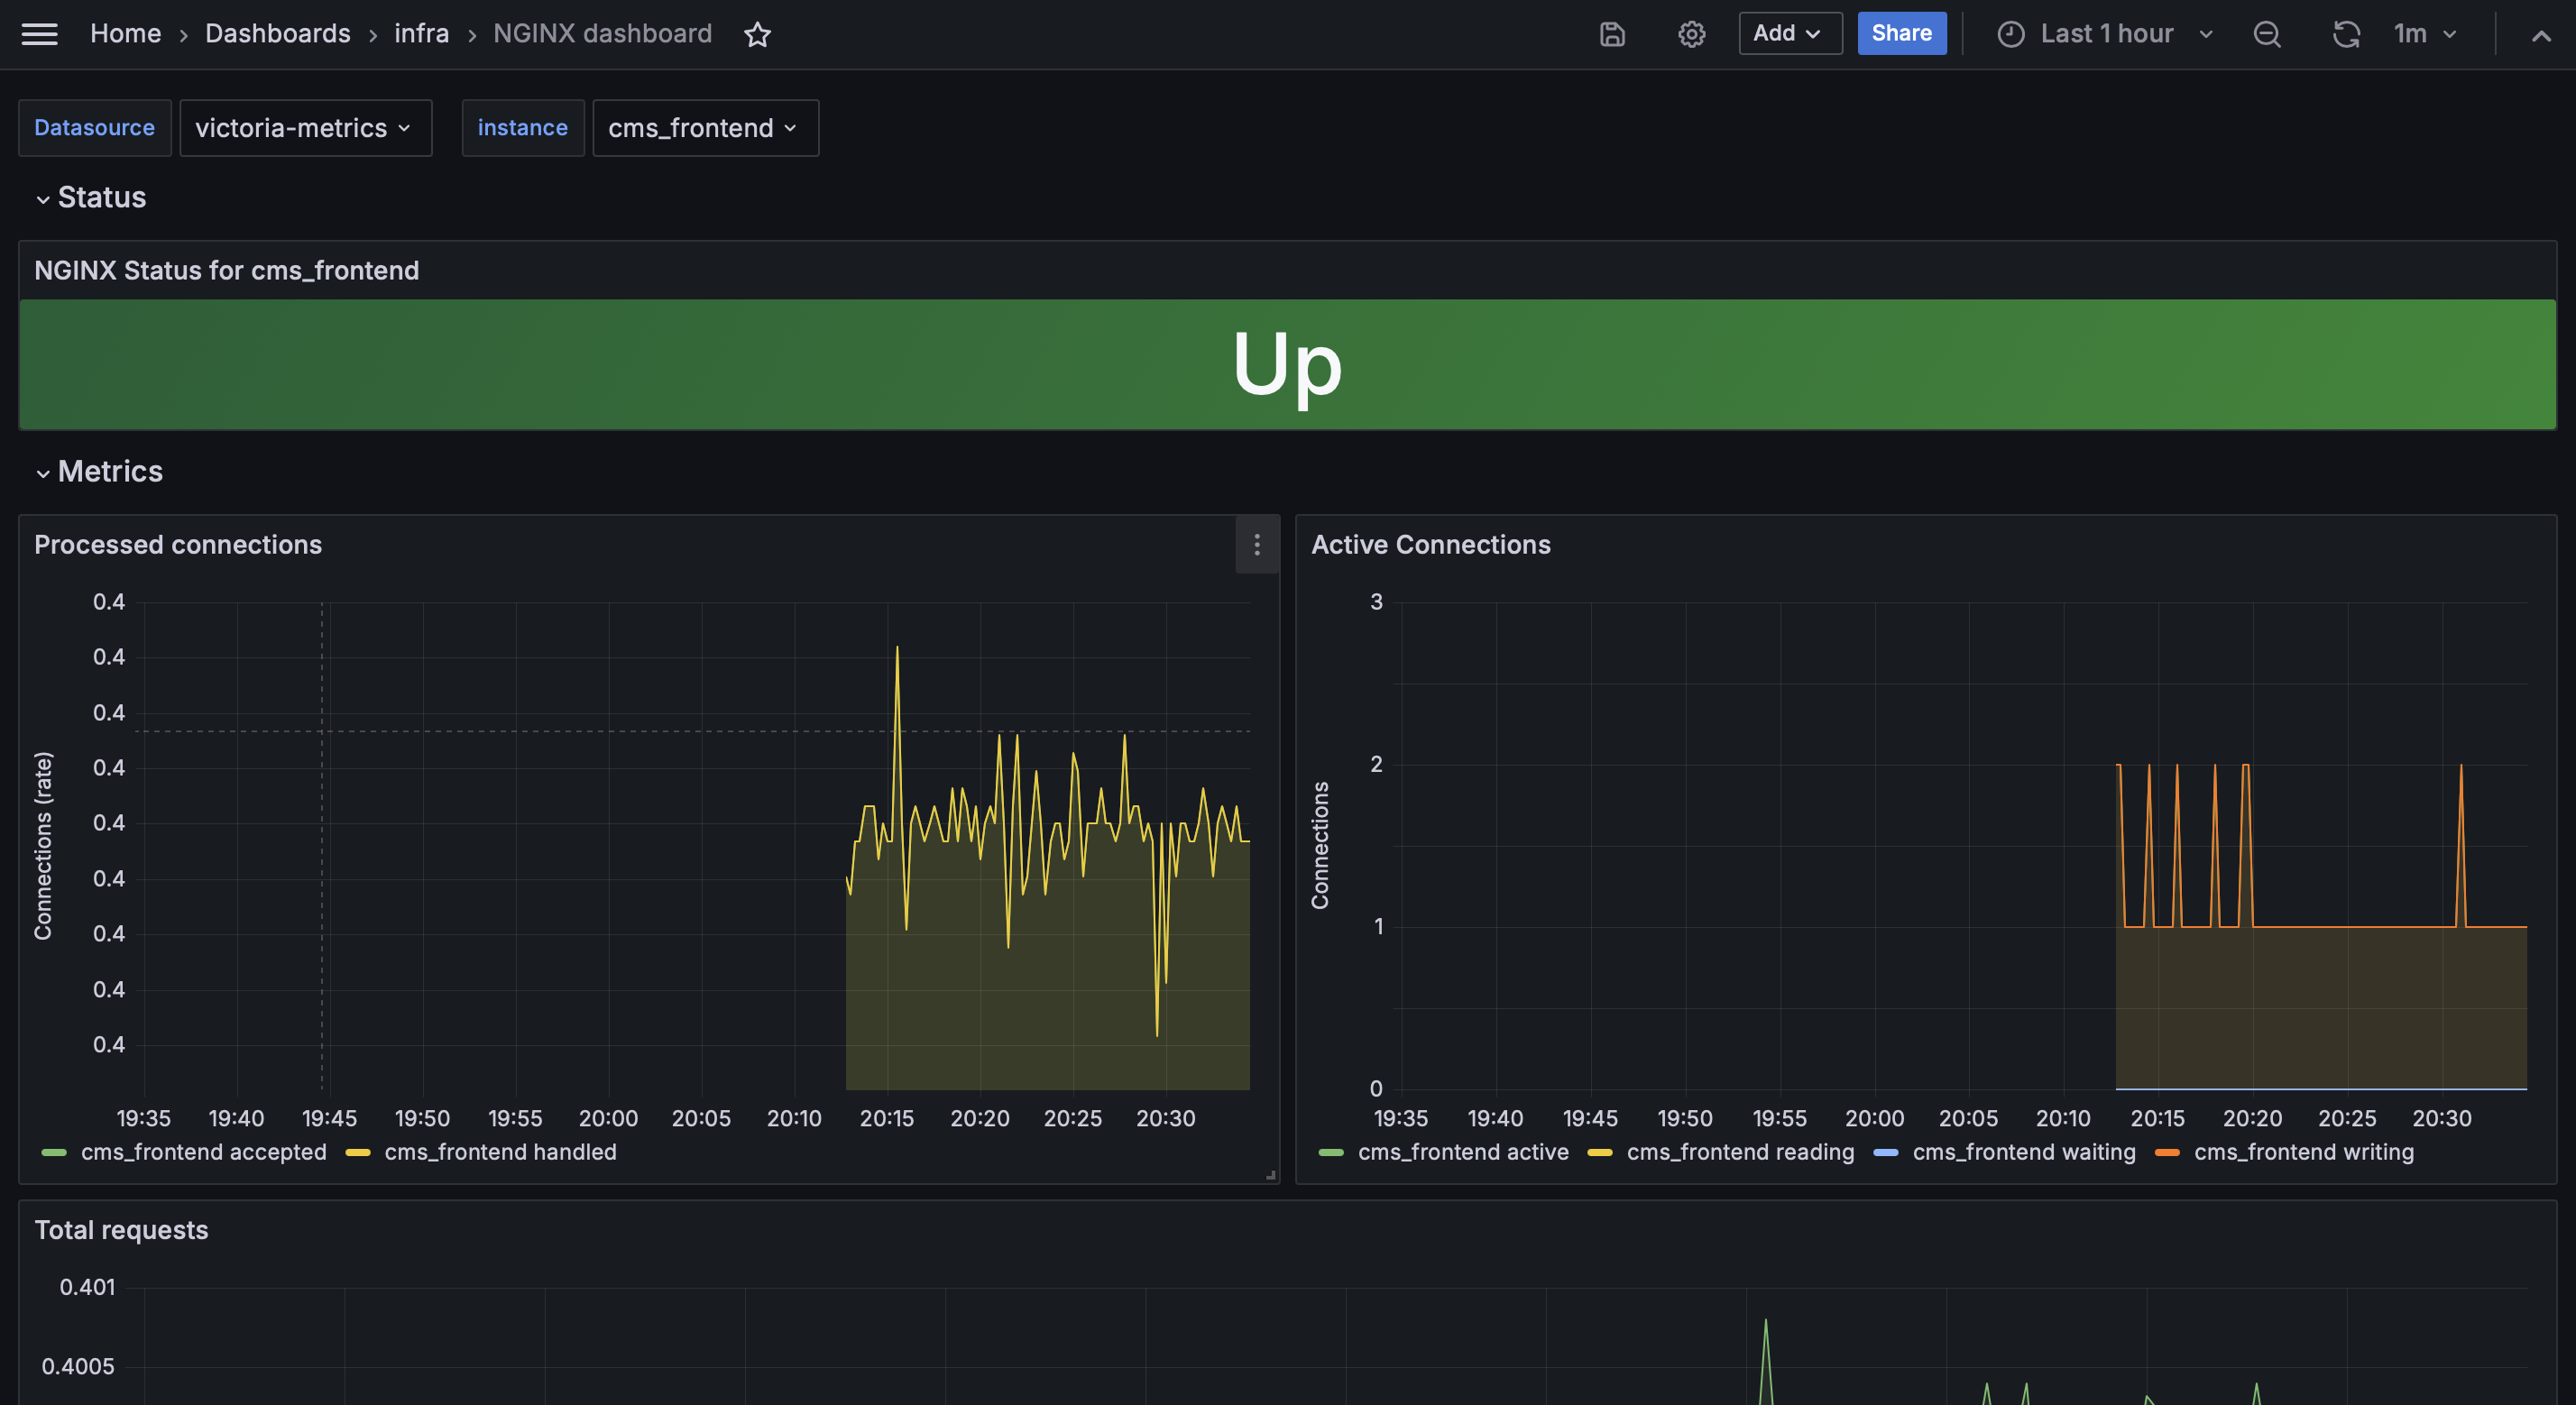 Home › Dashboards › infra › NGINX dashboard
Add
Share
Last 1 hour
1m
Datasource victoria-metrics instance cms_frontend
Status
NGINX Status for cms_frontend
Up
Metrics
Processed connections
0.4
0.4
0.4
0.4
0.4
0.4
0.4
0.4
0.4
Connections (rate)
19:35 19:40 19:45 19:50 19:55 20:00 20:05 20:10 20:15 20:20 20:25 20:30
cms_frontend accepted cms_frontend handled
Active Connections
3
2
1
0
Connections
19:35 19:40 19:45 19:50 19:55 20:00 20:05 20:10 20:15 20:20 20:25 20:30
cms_frontend active cms_frontend reading cms_frontend waiting cms_frontend writing
Total requests
0.401
0.4005